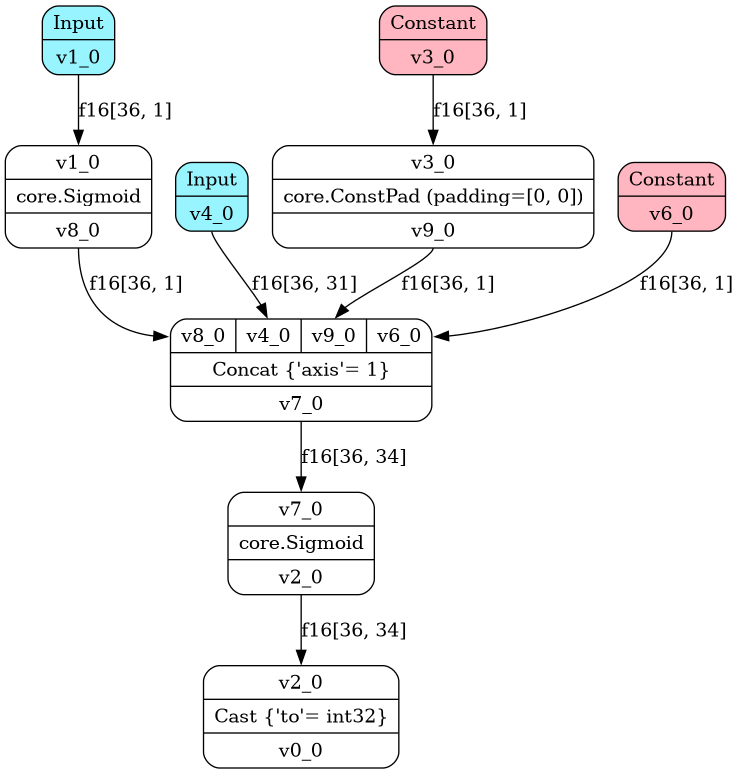 Input
v1_0
Constant
v3_0
f16[36, 1]
f16[36, 1]
v1_0
core.Sigmoid
v8_0
Input
v4_0
v3_0
core.ConstPad (padding=[0, 0])
v9_0
Constant
v6_0
f16[36, 1]
f16[36, 31]
f16[36, 1]
f16[36, 1]
v8_0 v4_0 v9_0 v6_0
Concat {'axis'= 1}
v7_0
f16[36, 34]
v7_0
core.Sigmoid
v2_0
f16[36, 34]
v2_0
Cast {'to'= int32}
v0_0